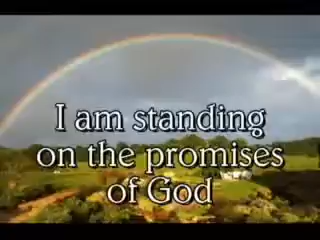 I am standing
on the promises
of God